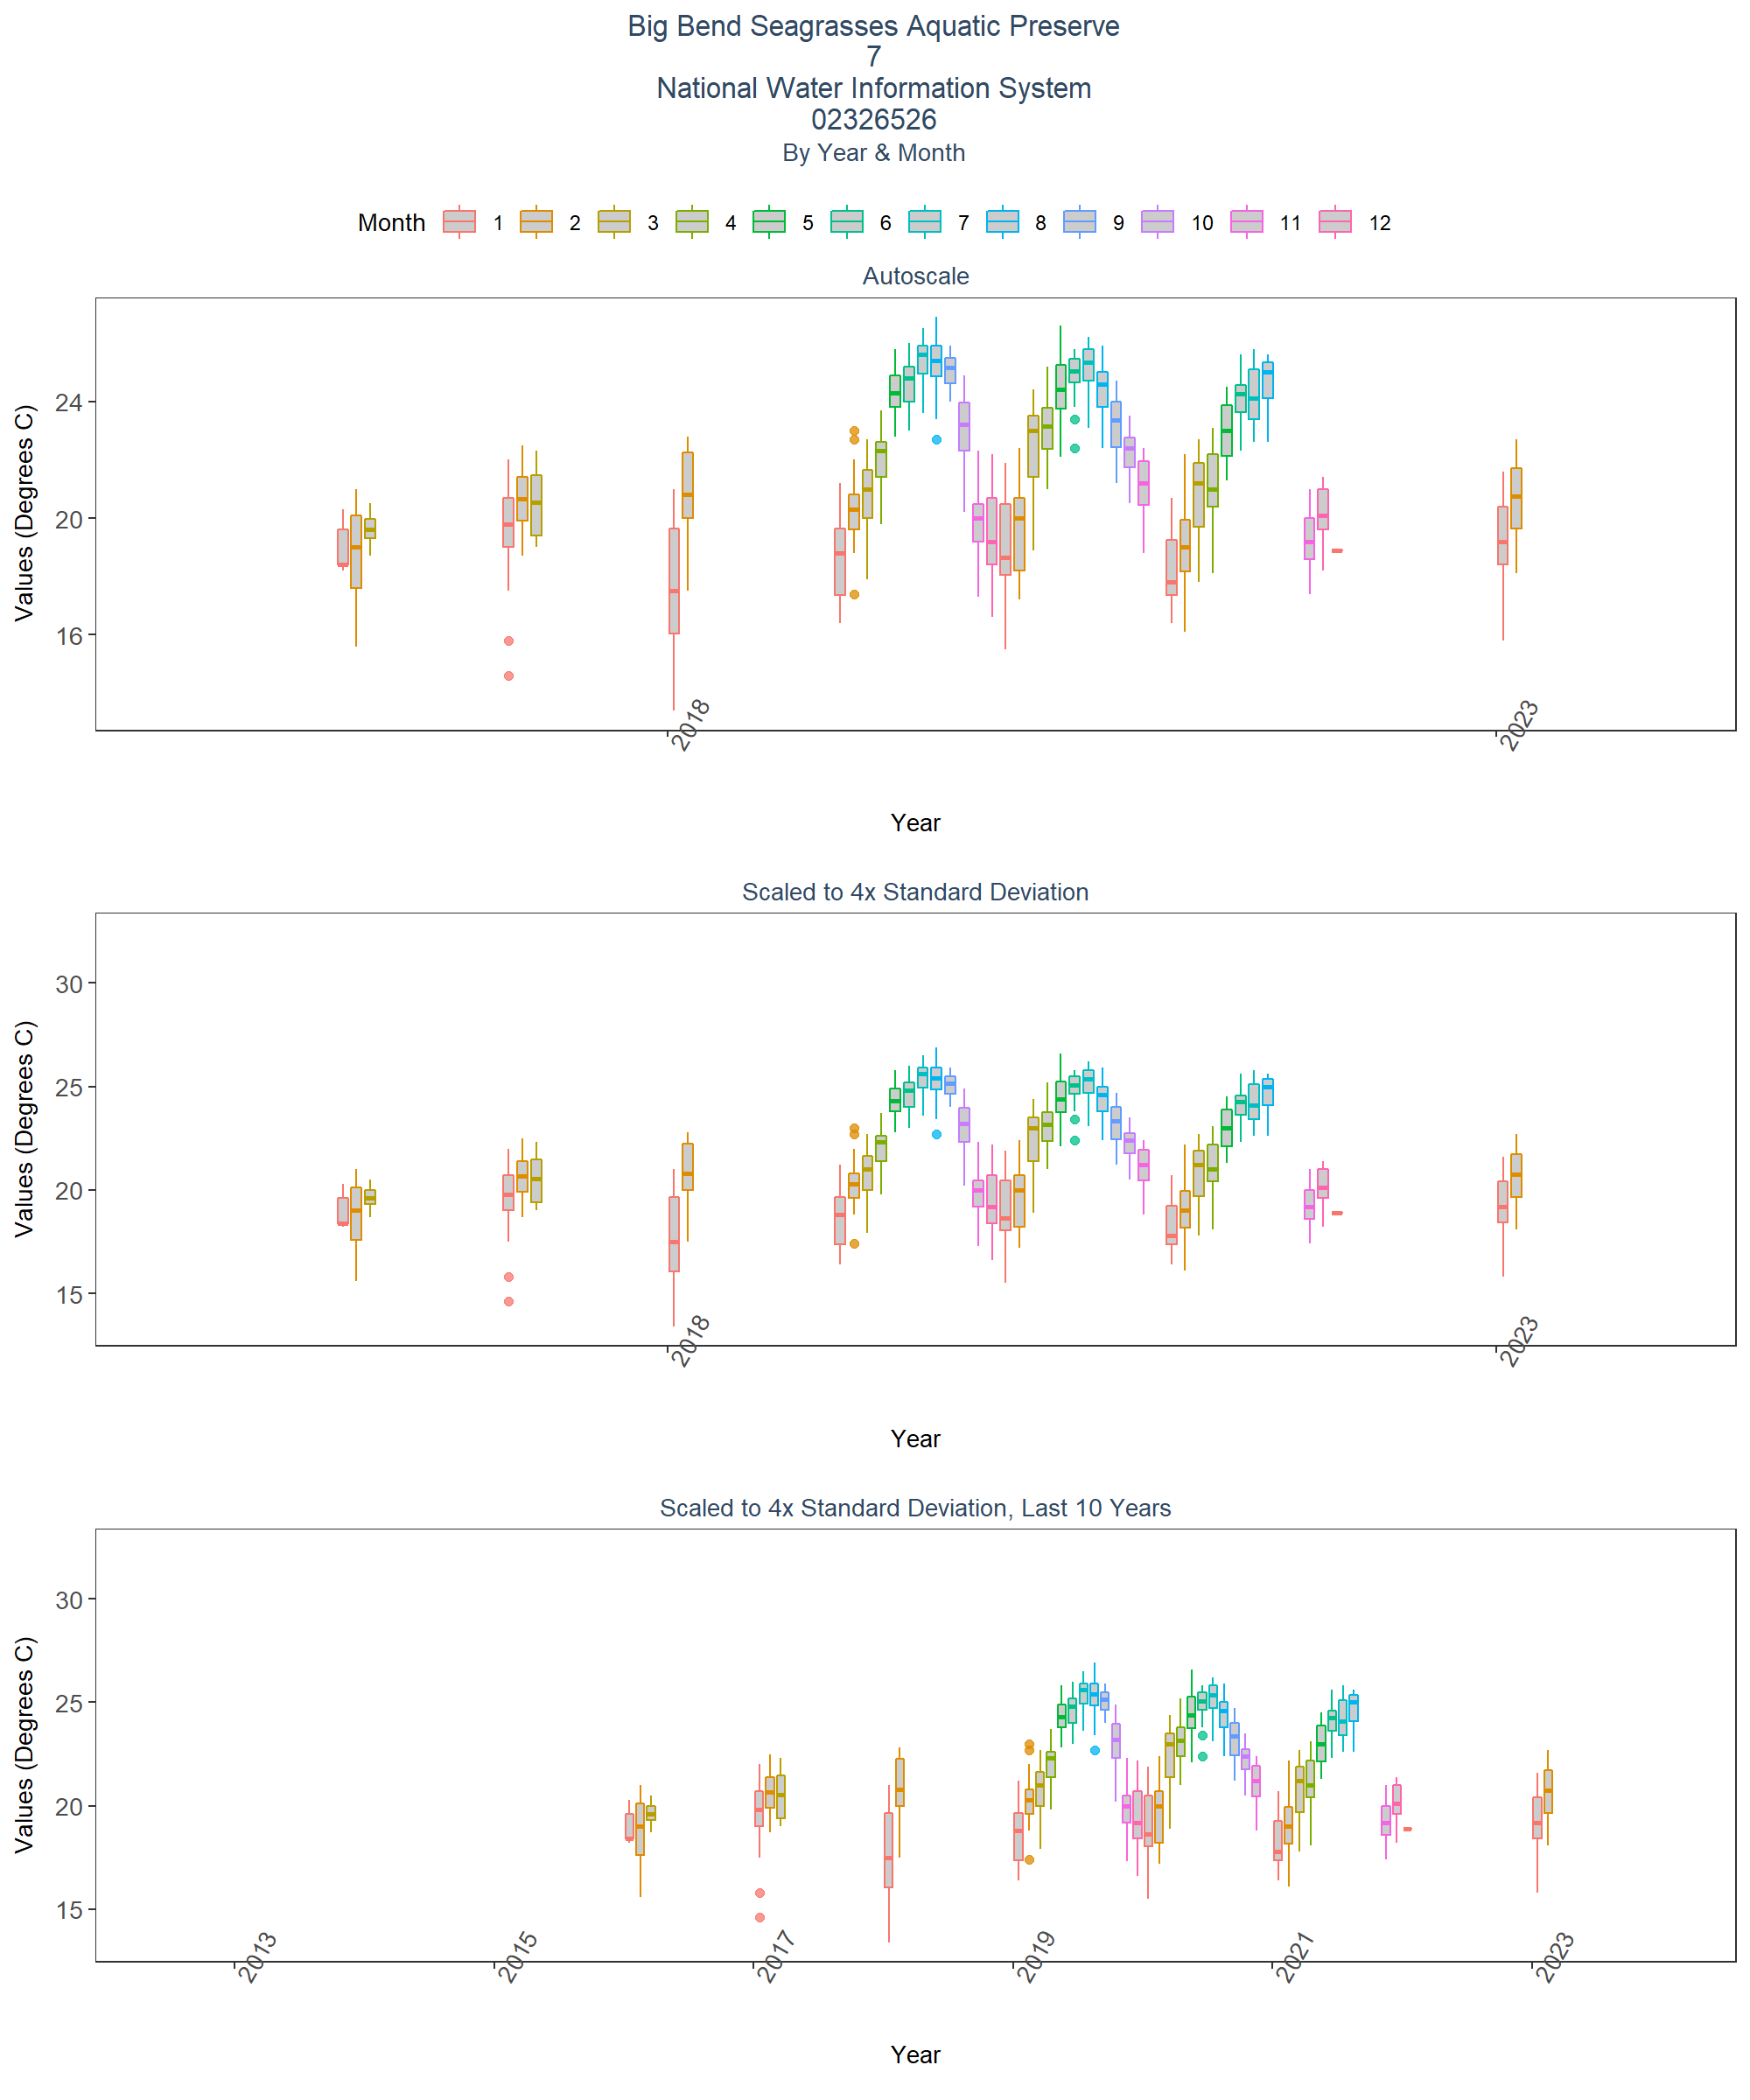 Big Bend Seagrasses Aquatic Preserve
7
National Water Information System
02326526
By Year & Month
Month 1 2 3 4 5 6 7 8 9 10 11 12
Autoscale
Values (Degrees C)
24
20
16
2018 2023
Year
Scaled to 4x Standard Deviation
Values (Degrees C)
30
25
20
15
2018 2023
Year
Scaled to 4x Standard Deviation, Last 10 Years
Values (Degrees C)
30
25
20
15
2013 2015 2017 2019 2021 2023
Year